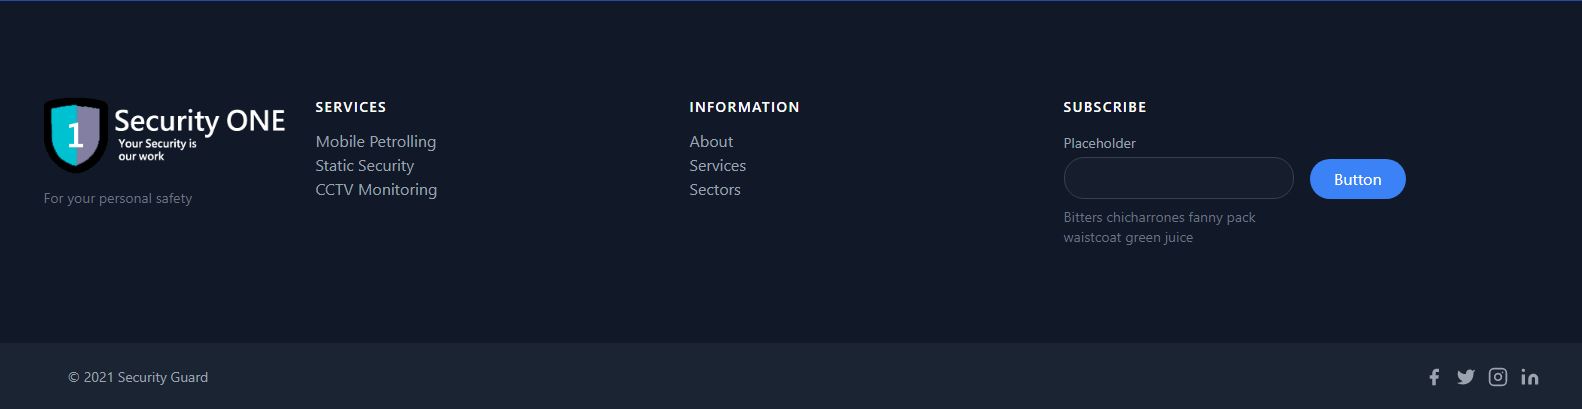 1
Security ONE
Your Security is
our work
For your personal safety
SERVICES
Mobile Petrolling
Static Security
CCTV Monitoring
INFORMATION
About
Services
Sectors
SUBSCRIBE
Placeholder
Button
Bitters chicharrones fanny pack
waistcoat green juice
© 2021 Security Guard